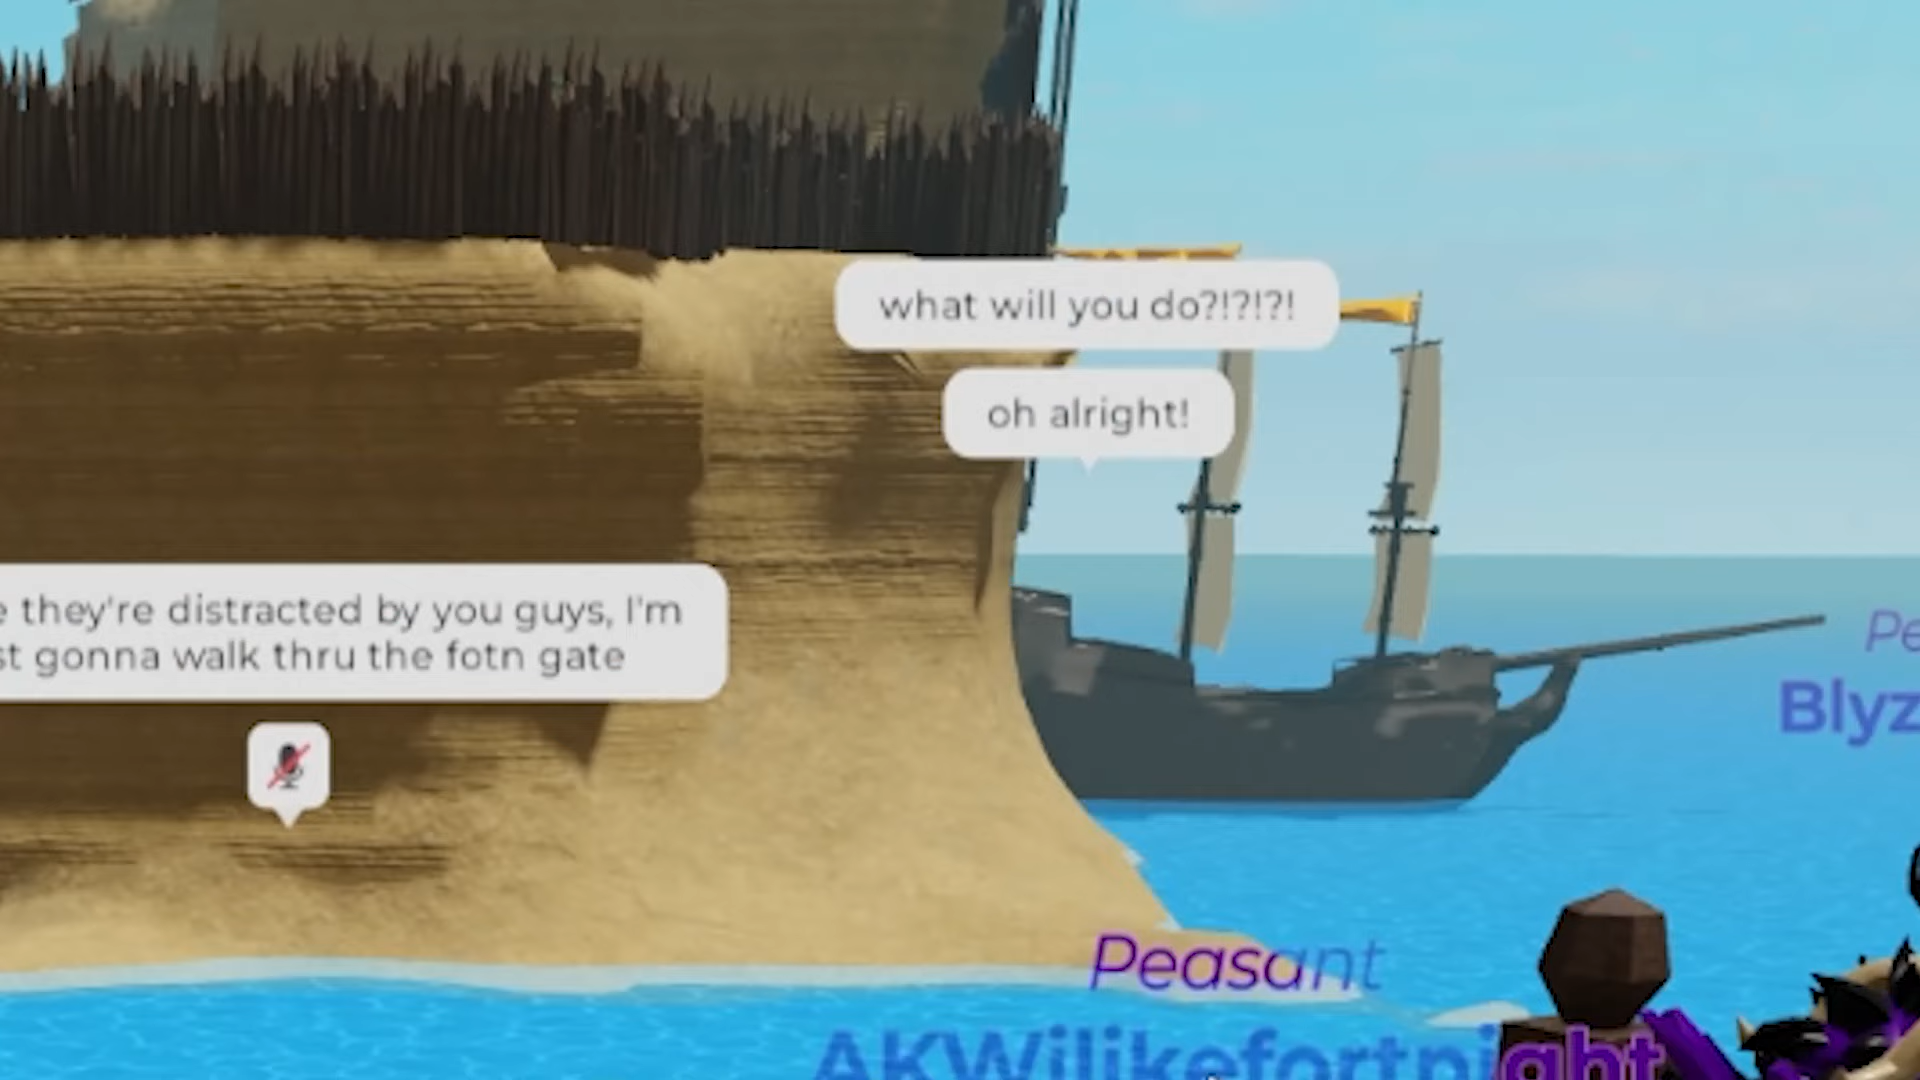 what will you do?!?!?!
oh alright!
they're distracted by you guys, I'm
gonna walk thru the fotn gate
Peasant
AKWilikefortnight